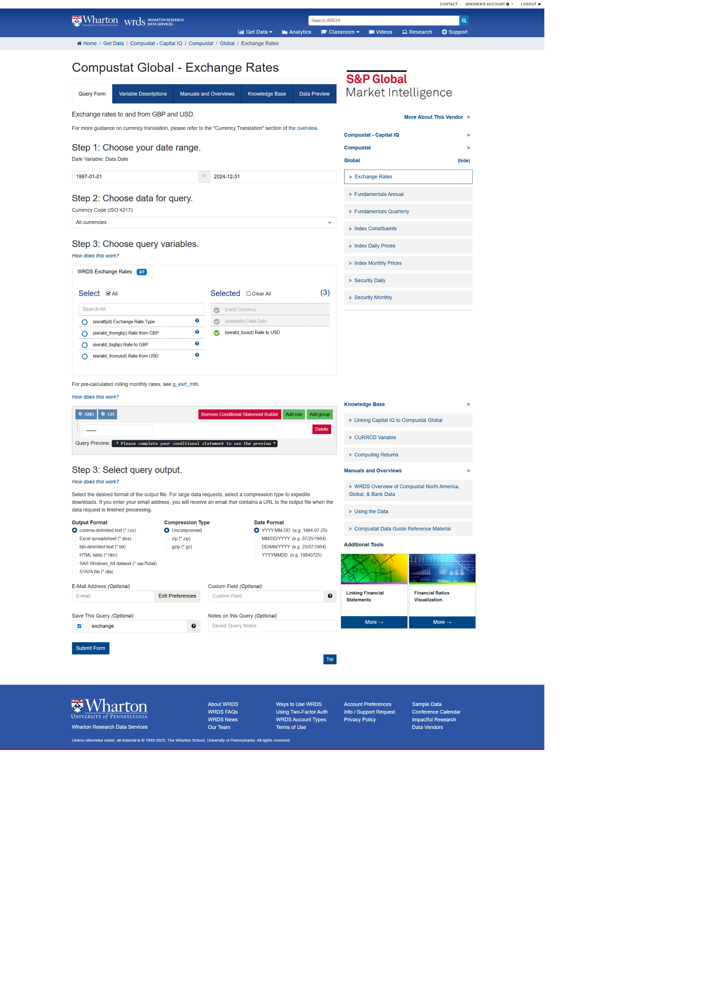 CONTACT QINZHEN'S ACCOUNT LOGOUT
Wharton
UNIVERSITY of PENNSYLVANIA
wrds WHARTON RESEARCH
DATA SERVICES
Search WRDS
Get Data Analytics Classroom Videos Research Support
Home / Get Data / Compustat - Capital IQ / Compustat / Global / Exchange Rates
Compustat Global - Exchange Rates
Query Form Variable Descriptions Manuals and Overviews Knowledge Base Data Preview
Exchange rates to and from GBP and USD.
For more guidance on currency translation, please refer to the "Currency Translation" section of the overview.
Step 1: Choose your date range.
Date Variable: Data Date
1997-01-01 to 2024-12-31
Step 2: Choose data for query.
Currency Code (ISO 4217)
All currencies
Step 3: Choose query variables.
How does this work?
WRDS Exchange Rates 3/7
Select All
Search All
(exrattpd) Exchange Rate Type
(exratd_fromgbp) Rate from GBP
(exratd_togbp) Rate to GBP
(exratd_fromusd) Rate from USD
Selected Clear All (3)
(curd) Currency
(datadate) Data Date
(exratd_tousd) Rate to USD
For pre-calculated rolling monthly rates, see g_exrt_mth.
How does this work?
AND OR Remove Conditional Statement Builder Add rule Add group
------ Delete
Query Preview: * Please complete your conditional statement to see the preview *
Step 3: Select query output.
How does this work?
Select the desired format of the output file. For large data requests, select a compression type to expedite
downloads. If you enter your email address, you will receive an email that contains a URL to the output file when the
data request is finished processing.
Output Format
comma-delimited text (*.csv)
Excel spreadsheet (*.xlsx)
tab-delimited text (*.txt)
HTML table (*.htm)
SAS Windows_64 dataset (*.sas7bdat)
STATA file (*.dta)
Compression Type
Uncompressed
zip (*.zip)
gzip (*.gz)
Date Format
YYYY-MM-DD. (e.g. 1984-07-25)
MM/DD/YYYY. (e.g. 07/25/1984)
DD/MM/YYYY. (e.g. 25/07/1984)
YYYYMMDD. (e.g. 19840725)
E-Mail Address (Optional)
E-mail Edit Preferences
Custom Field (Optional)
Custom Field
Save This Query (Optional)
exchange
Notes on this Query (Optional)
Saved Query Notes
Submit Form
Top
S&P Global
Market Intelligence
More About This Vendor
Compustat - Capital IQ
Compustat
Global (hide)
Exchange Rates
Fundamentals Annual
Fundamentals Quarterly
Index Constituents
Index Daily Prices
Index Monthly Prices
Security Daily
Security Monthly
Knowledge Base
Linking Capital IQ to Compustat Global
CURRCD Variable
Computing Returns
Manuals and Overviews
WRDS Overview of Compustat North America,
Global, & Bank Data
Using the Data
Compustat Data Guide Reference Material
Additional Tools
Linking Financial
Statements
More →
Financial Ratios
Visualization
More →
Wharton
UNIVERSITY of PENNSYLVANIA
Wharton Research Data Services
About WRDS
WRDS FAQs
WRDS News
Our Team
Ways to Use WRDS
Using Two-Factor Auth
WRDS Account Types
Terms of Use
Account Preferences
Info / Support Request
Privacy Policy
Sample Data
Conference Calendar
Impactful Research
Data Vendors
Unless otherwise noted, all material is © 1993-2025, The Wharton School, University of Pennsylvania. All rights reserved.